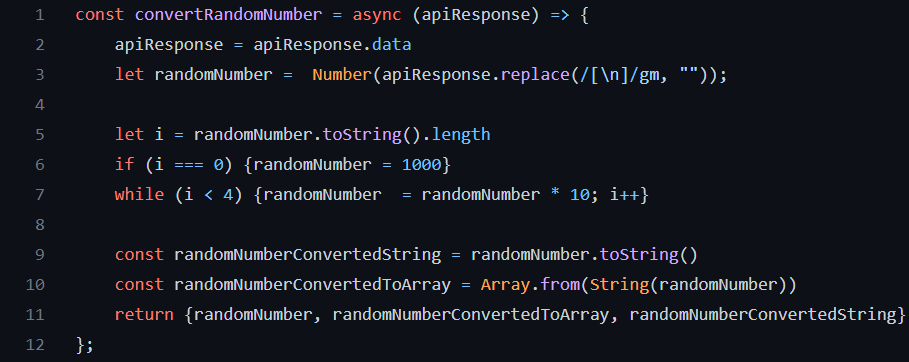 1 const convertRandomNumber = async (apiResponse) => {
2 apiResponse = apiResponse.data
3 let randomNumber =  Number(apiResponse.replace(/[\n]/gm, ""));
4
5 let i = randomNumber.toString().length
6 if (i === 0) {randomNumber = 1000}
7 while (i < 4) {randomNumber  = randomNumber * 10; i++}
8
9 const randomNumberConvertedString = randomNumber.toString()
10 const randomNumberConvertedToArray = Array.from(String(randomNumber))
11 return {randomNumber, randomNumberConvertedToArray, randomNumberConvertedString}
12 };